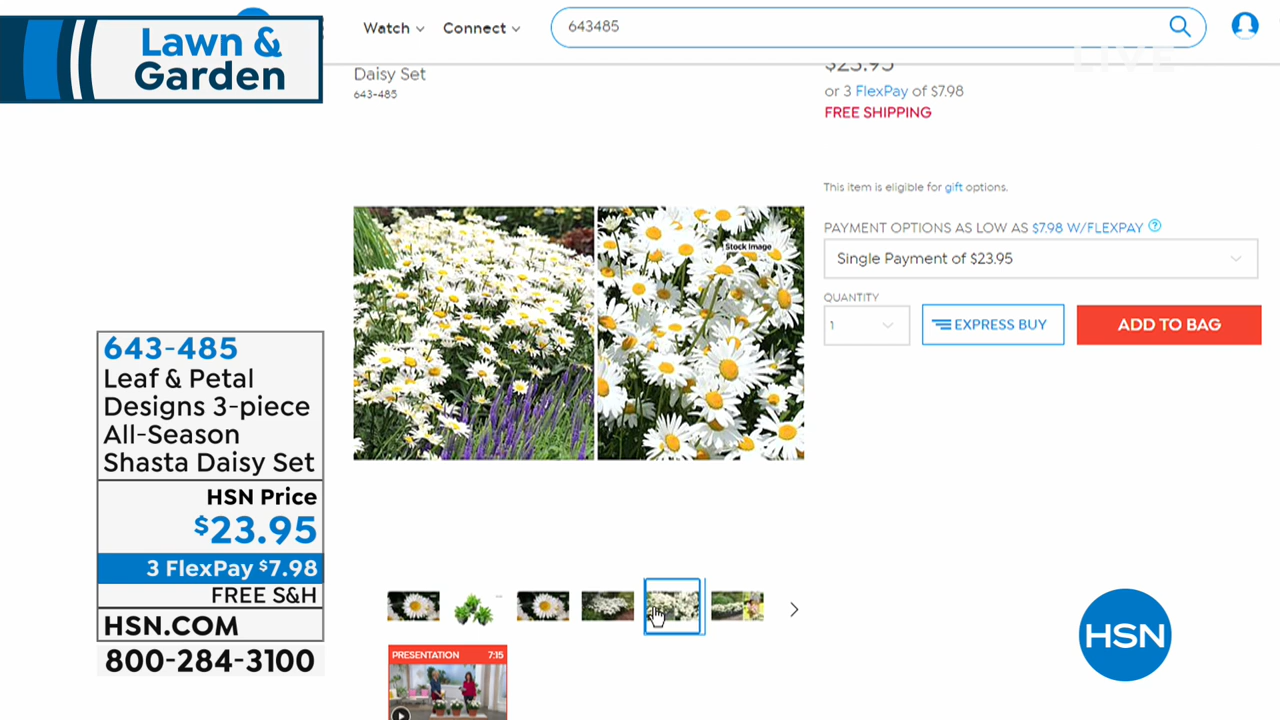 Lawn &
Garden
Watch
Connect
643485
LIVE
Daisy Set
643-485
$23.95
or 3 FlexPay of $7.98
FREE SHIPPING
This item is eligible for gift options.
PAYMENT OPTIONS AS LOW AS $7.98 W/FLEXPAY ?
Single Payment of $23.95
QUANTITY
1
EXPRESS BUY
ADD TO BAG
Stock Image
643-485
Leaf & Petal
Designs 3-piece
All-Season
Shasta Daisy Set
HSN Price
$23.95
3 FlexPay $7.98
FREE S&H
HSN.COM
800-284-3100
PRESENTATION 7:15
HSN